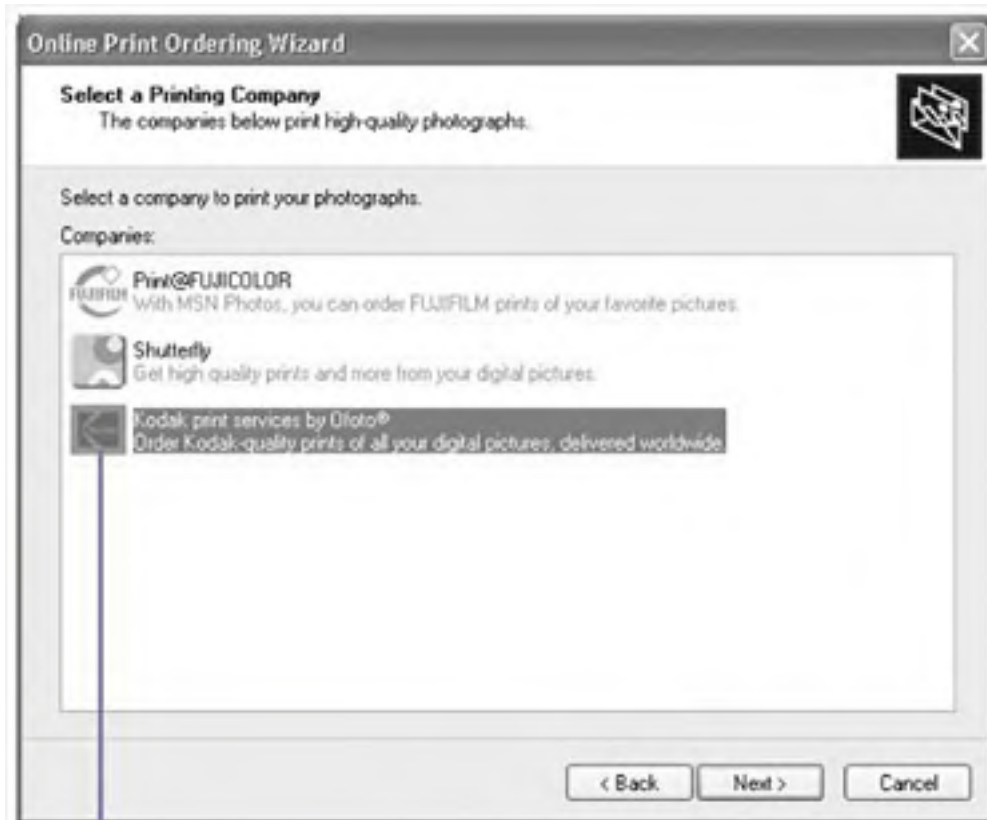 Online Print Ordering Wizard
Select a Printing Company
The companies below print high-quality photographs.
Select a company to print your photographs.
Companies:
FUJIFILM
Print@FUJICOLOR
With MSN Photos, you can order FUJIFILM prints of your favorite pictures.
Shutterfly
Get high quality prints and more from your digital pictures.
Kodak print services by Ofoto®
Order Kodak-quality prints of all your digital pictures, delivered worldwide.
< Back
Next >
Cancel